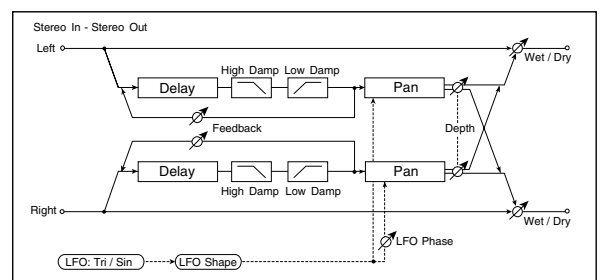 Stereo In - Stereo Out
Left
Wet / Dry
High Damp Low Damp
Delay
Pan
Feedback
Depth
Delay
Pan
High Damp Low Damp
Right
Wet / Dry
LFO Phase
LFO: Tri / Sin
LFO Shape